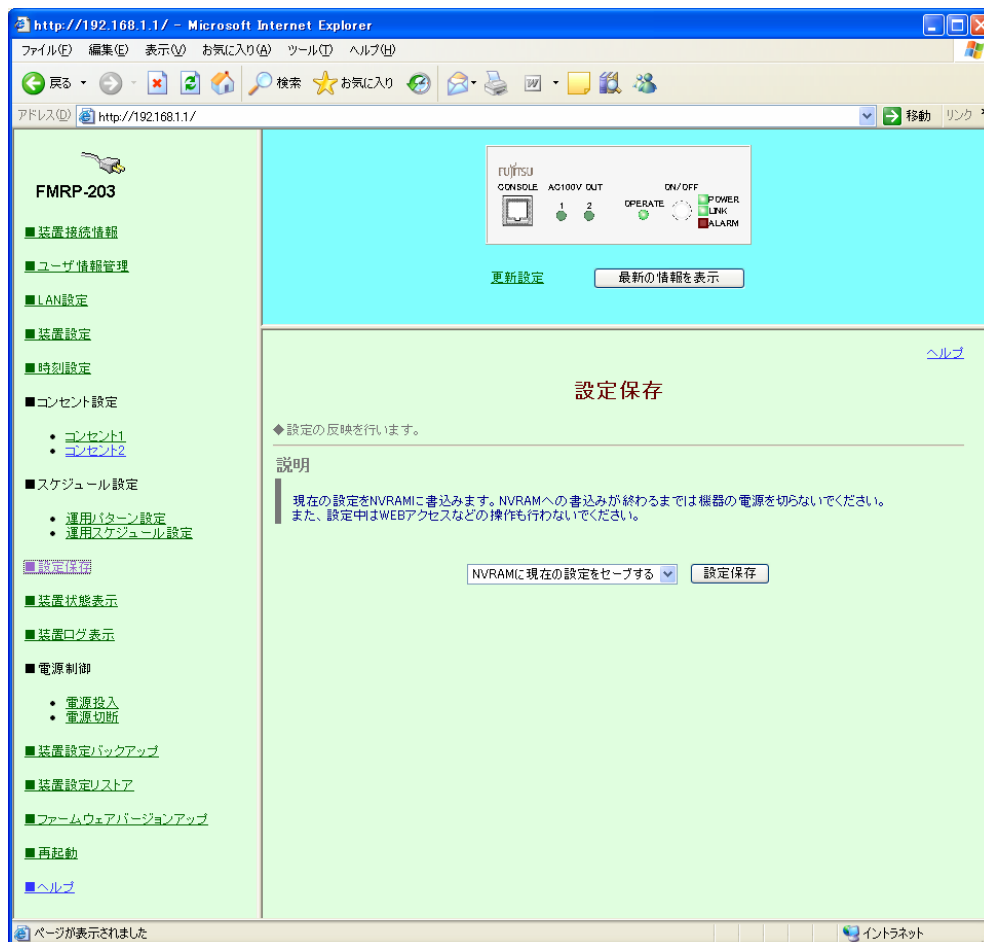 http://192.168.1.1/ - Microsoft Internet Explorer
ファイル(F) 編集(E) 表示(V) お気に入り(A) ツール(T) ヘルプ(H)
戻る 検索 お気に入り
アドレス(D) http://192.168.1.1/ 移動 リンク
FMRP-203
■装置接続情報
■ユーザ情報管理
■LAN設定
■装置設定
■時刻設定
■コンセント設定
• コンセント1
• コンセント2
■スケジュール設定
• 運用パターン設定
• 運用スケジュール設定
■設定保存
■装置状態表示
■装置ログ表示
■電源制御
• 電源投入
• 電源切断
■装置設定バックアップ
■装置設定リストア
■ファームウェアバージョンアップ
■再起動
■ヘルプ
FUJITSU
CONSOLE AC100V OUT ON/OFF
1 2 OPERATE POWER
LINK
ALARM
更新設定 最新の情報を表示
ヘルプ
設定保存
◆設定の反映を行います。
説明
現在の設定をNVRAMに書込みます。NVRAMへの書込みが終わるまでは機器の電源を切らないでください。
また、設定中はWEBアクセスなどの操作も行わないでください。
NVRAMに現在の設定をセーブする 設定保存
ページが表示されました イントラネット